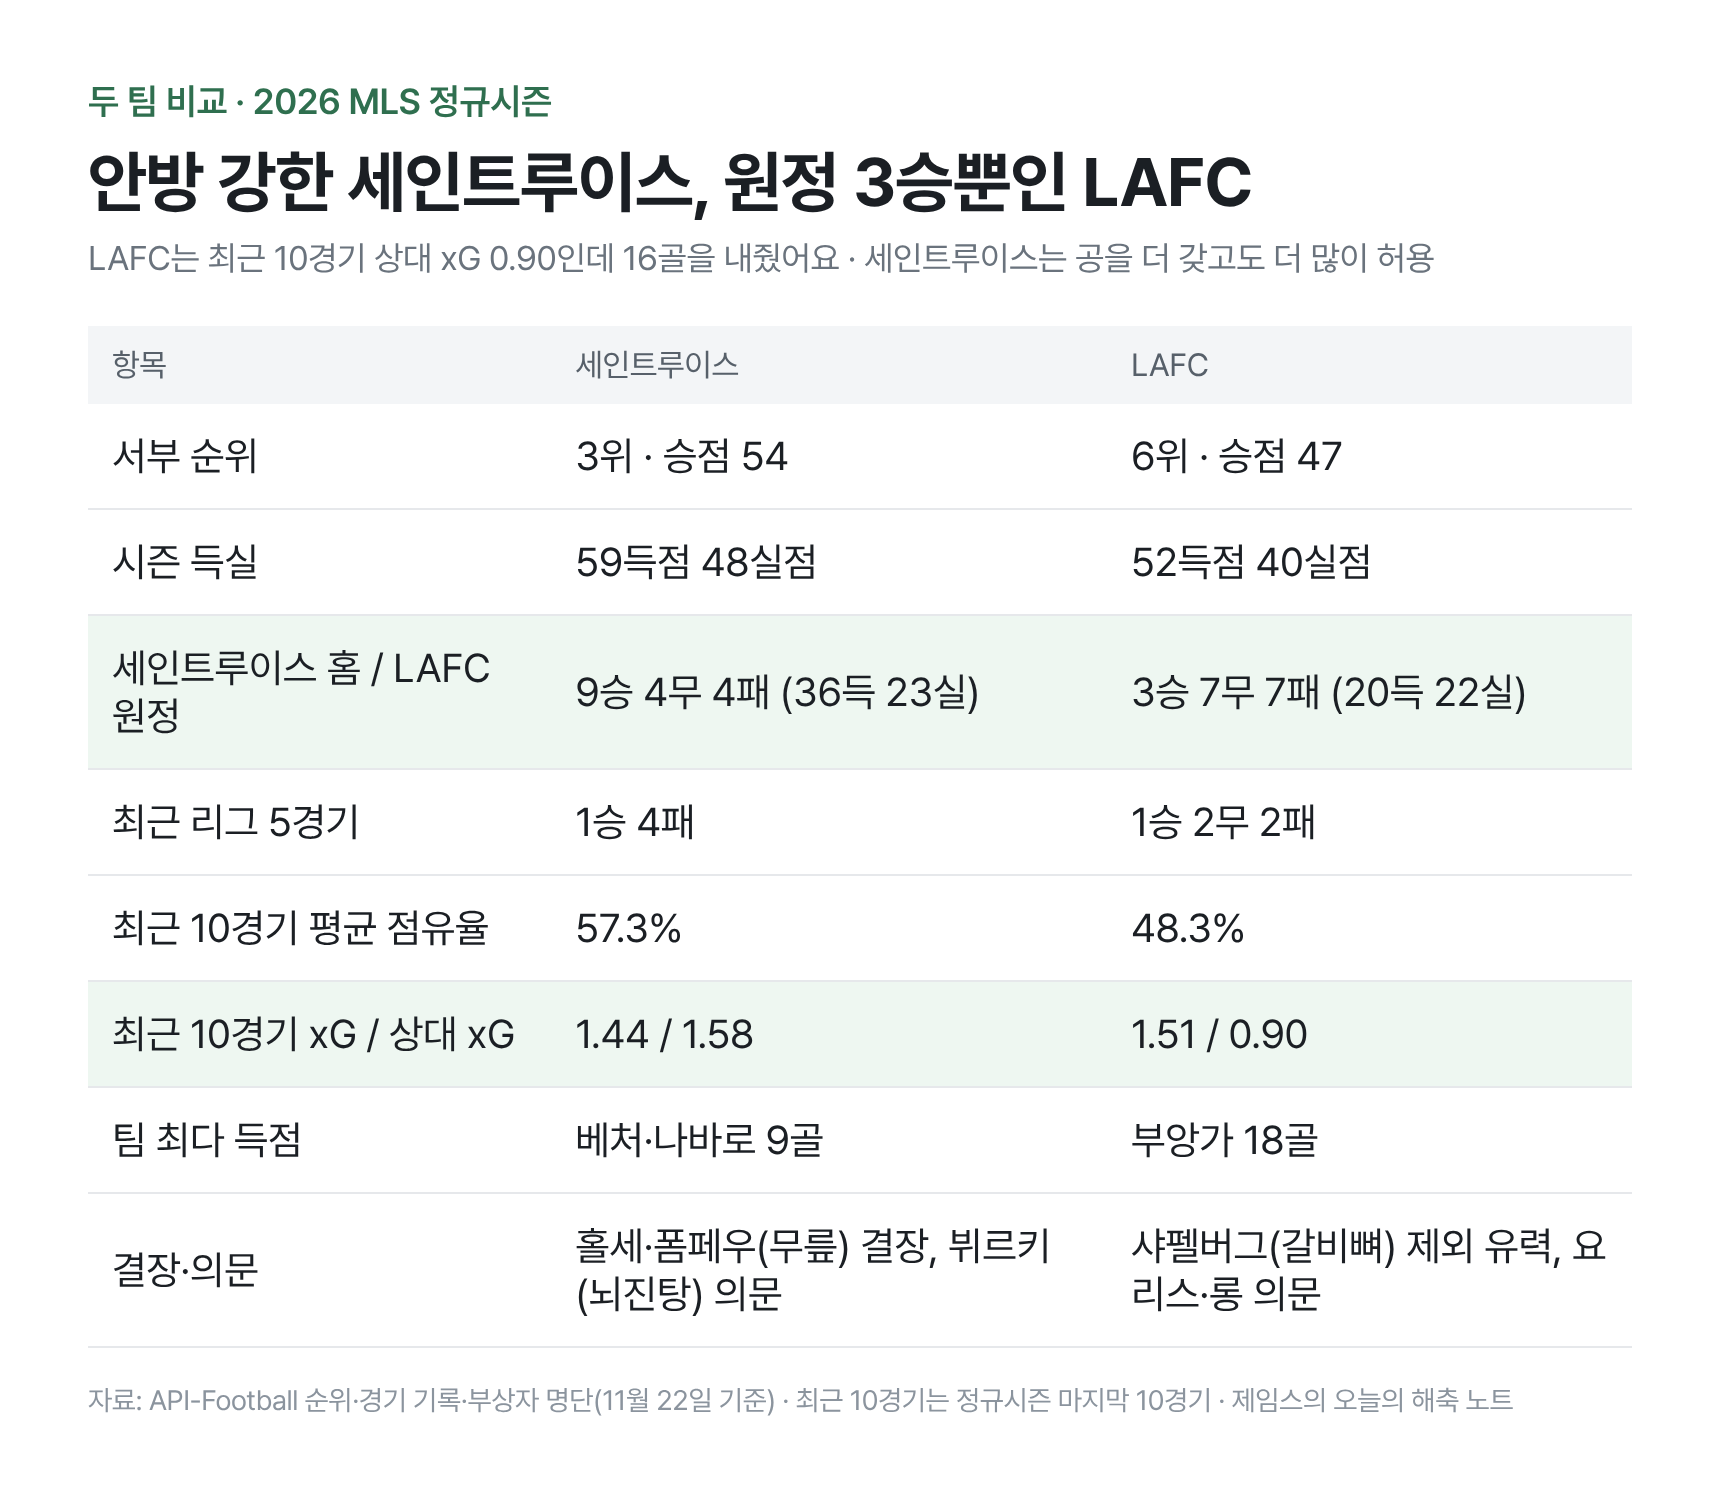 두 팀 비교 · 2026 MLS 정규시즌
안방 강한 세인트루이스, 원정 3승뿐인 LAFC
LAFC는 최근 10경기 상대 xG 0.90인데 16골을 내줬어요 · 세인트루이스는 공을 더 갖고도 더 많이 허용
항목 세인트루이스 LAFC
서부 순위 3위 · 승점 54 6위 · 승점 47
시즌 득실 59득점 48실점 52득점 40실점
세인트루이스 홈 / LAFC
원정 9승 4무 4패 (36득 23실) 3승 7무 7패 (20득 22실)
최근 리그 5경기 1승 4패 1승 2무 2패
최근 10경기 평균 점유율 57.3% 48.3%
최근 10경기 xG / 상대 xG 1.44 / 1.58 1.51 / 0.90
팀 최다 득점 베처·나바로 9골 부앙가 18골
결장·의문 홀세·폼페우(무릎) 결장, 뷔르키
(뇌진탕) 의문 샤펠버그(갈비뼈) 제외 유력, 요
리스·롱 의문
자료: API-Football 순위·경기 기록·부상자 명단(11월 22일 기준) · 최근 10경기는 정규시즌 마지막 10경기 · 제임스의 오늘의 해축 노트